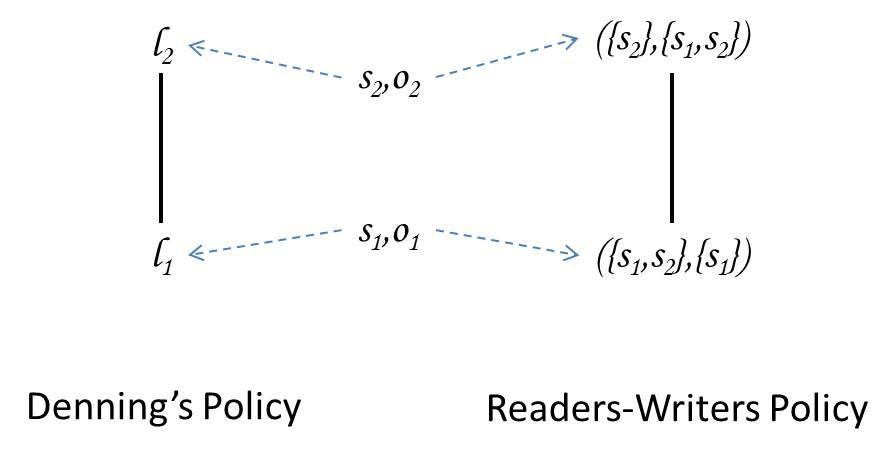 l₂
({s₂},{s₁,s₂})
s₂,o₂
s₁,o₁
l₁
({s₁,s₂},{s₁})
Denning’s Policy
Readers-Writers Policy